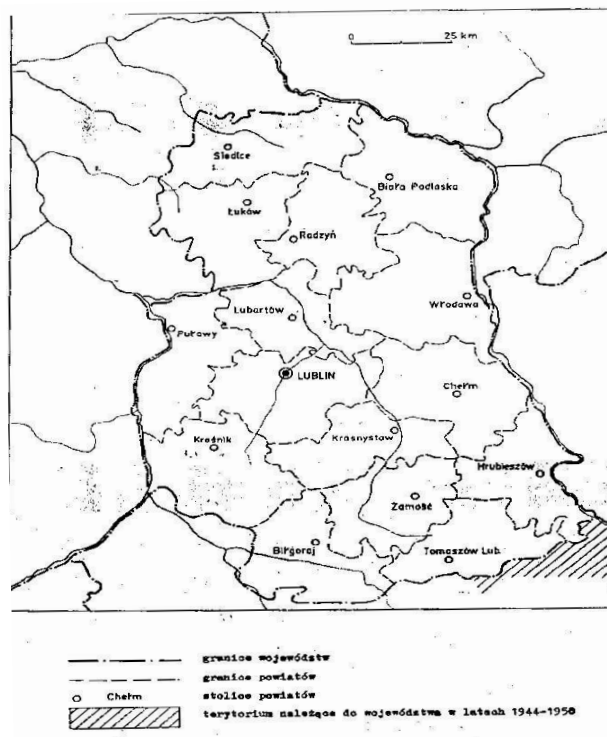 0 25 km
Siedlce
Biała Podlaska
Łuków
Radzyń
Włodawa
Lubartów
Puławy
LUBLIN
Chełm
Kraśnik
Krasnystaw
Hrubieszów
Zamość
Biłgoraj
Tomaszów Lub.
granice województw
granice powiatów
Chełm stolice powiatów
terytorium należące do województwa w latach 1944-1950